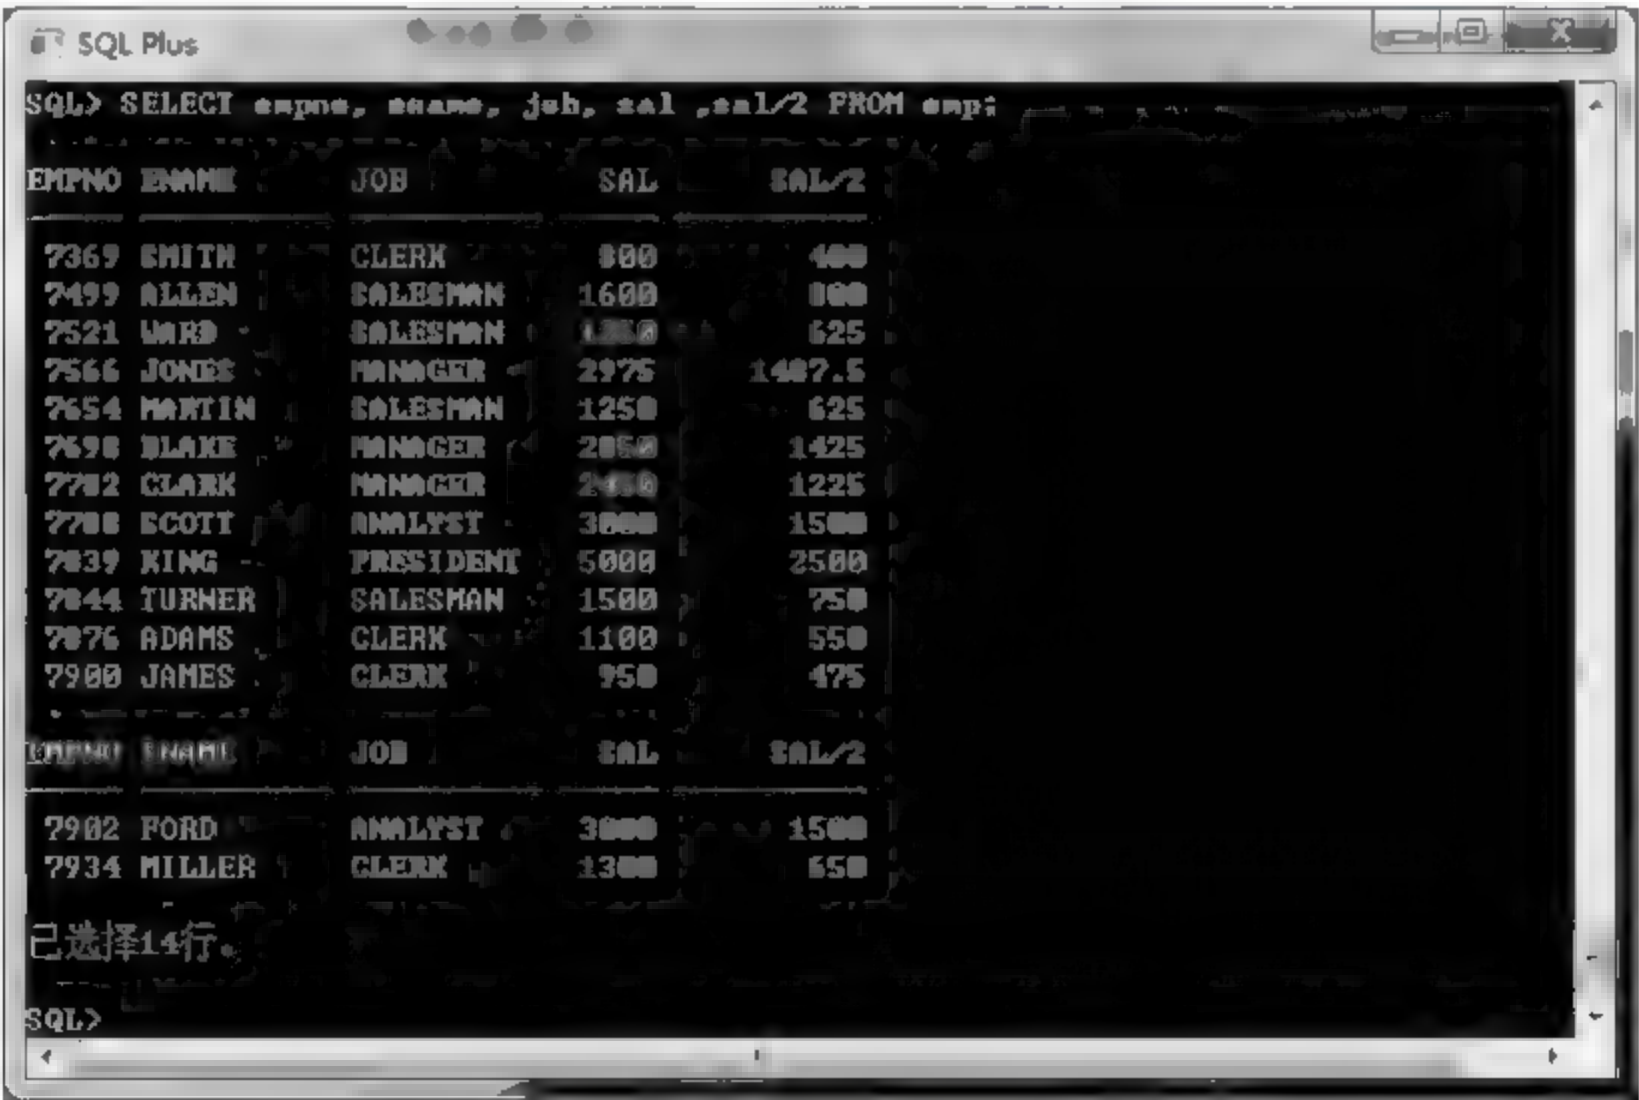 SQL Plus
SQL> SELECT empno, ename, job, sal ,sal/2 FROM emp;
EMPNO ENAME JOB SAL SAL/2
7369 SMITH CLERK 800 400
7499 ALLEN SALESMAN 1600 800
7521 WARD SALESMAN 1250 625
7566 JONES MANAGER 2975 1487.5
7654 MARTIN SALESMAN 1250 625
7698 BLAKE MANAGER 2850 1425
7782 CLARK MANAGER 2450 1225
7788 SCOTT ANALYST 3000 1500
7839 KING PRESIDENT 5000 2500
7844 TURNER SALESMAN 1500 750
7876 ADAMS CLERK 1100 550
7900 JAMES CLERK 950 475
EMPNO ENAME JOB SAL SAL/2
7902 FORD ANALYST 3000 1500
7934 MILLER CLERK 1300 650
已选择14行。
SQL>